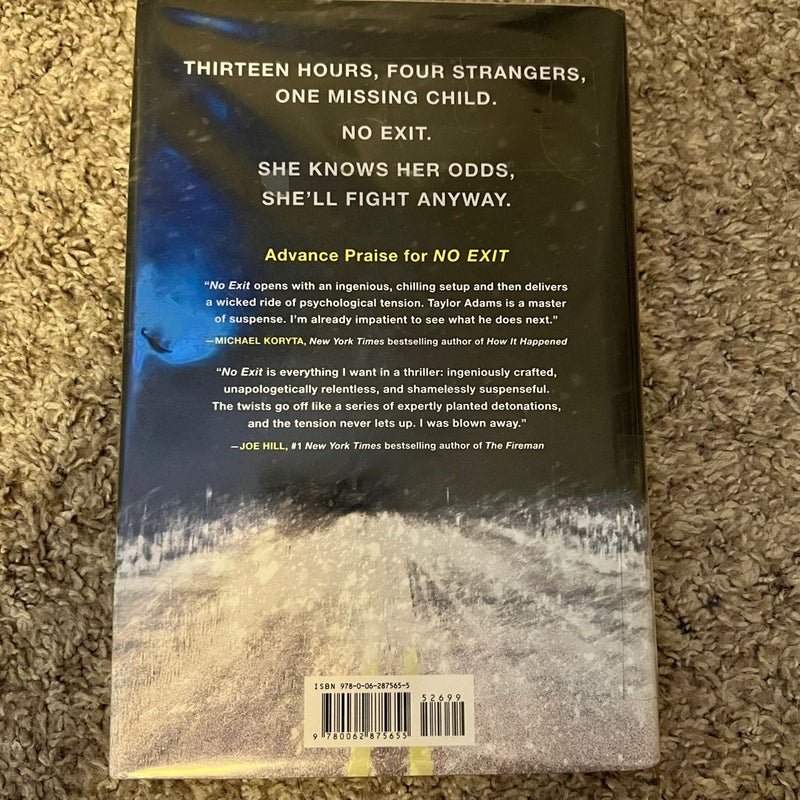 THIRTEEN HOURS, FOUR STRANGERS,
ONE MISSING CHILD.
NO EXIT.
SHE KNOWS HER ODDS,
SHE'LL FIGHT ANYWAY.
Advance Praise for NO EXIT
“No Exit opens with an ingenious, chilling setup and then delivers
a wicked ride of psychological tension. Taylor Adams is a master
of suspense. I'm already impatient to see what he does next.”
—MICHAEL KORYTA, New York Times bestselling author of How It Happened
“No Exit is everything I want in a thriller: ingeniously crafted,
unapologetically relentless, and shamelessly suspenseful.
The twists go off like a series of expertly planted detonations,
and the tension never lets up. I was blown away.”
—JOE HILL, #1 New York Times bestselling author of The Fireman
ISBN 978-0-06-287565-5
52699
9 780062 875655